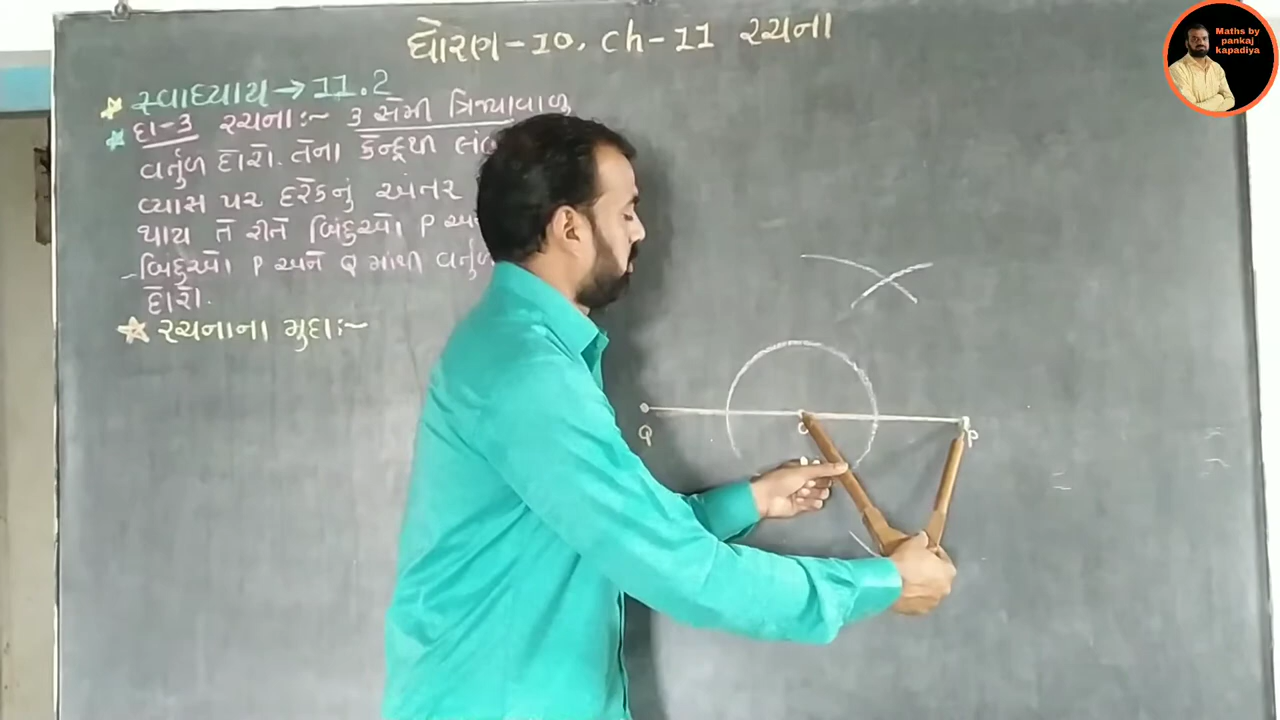 ધોરણ-10, ch-11 રચના
સ્વાધ્યાય → 11.2
દા-3 રચના:~ 3 સેમી ત્રિજ્યાવાળુ
વર્તુળ દોરો. તેના કેન્દ્રથી
વ્યાસ પર દરેકનું અંતર
થાય તે રીતે બિંદુઓ P
બિંદુઓ P અને Q માંથી વર્તુળ
દોરો.
રચનાના મુદ્દા:~
Q
P
Maths by
pankaj
kapadiya